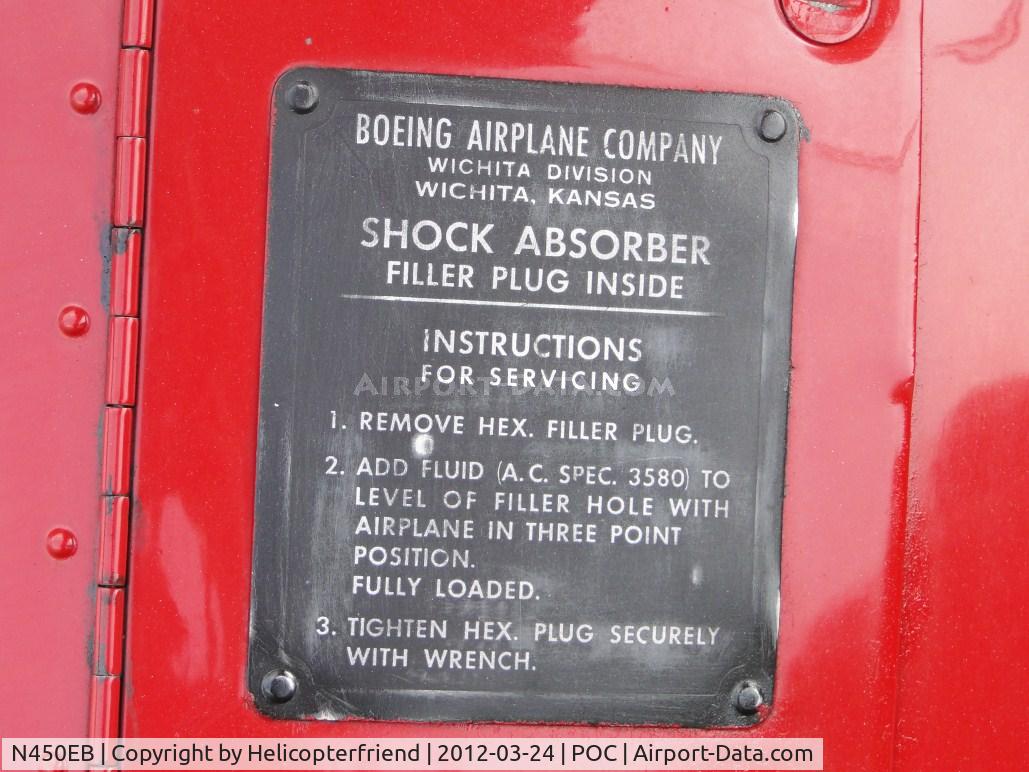 BOEING AIRPLANE COMPANY
WICHITA DIVISION
WICHITA, KANSAS
SHOCK ABSORBER
FILLER PLUG INSIDE
INSTRUCTIONS
FOR SERVICING
AIRPORT-DATA.COM
1. REMOVE HEX. FILLER PLUG.
2. ADD FLUID (A.C. SPEC. 3580) TO
LEVEL OF FILLER HOLE WITH
AIRPLANE IN THREE POINT
POSITION.
FULLY LOADED.
3. TIGHTEN HEX. PLUG SECURELY
WITH WRENCH.
N450EB | Copyright by Helicopterfriend | 2012-03-24 | POC | Airport-Data.com